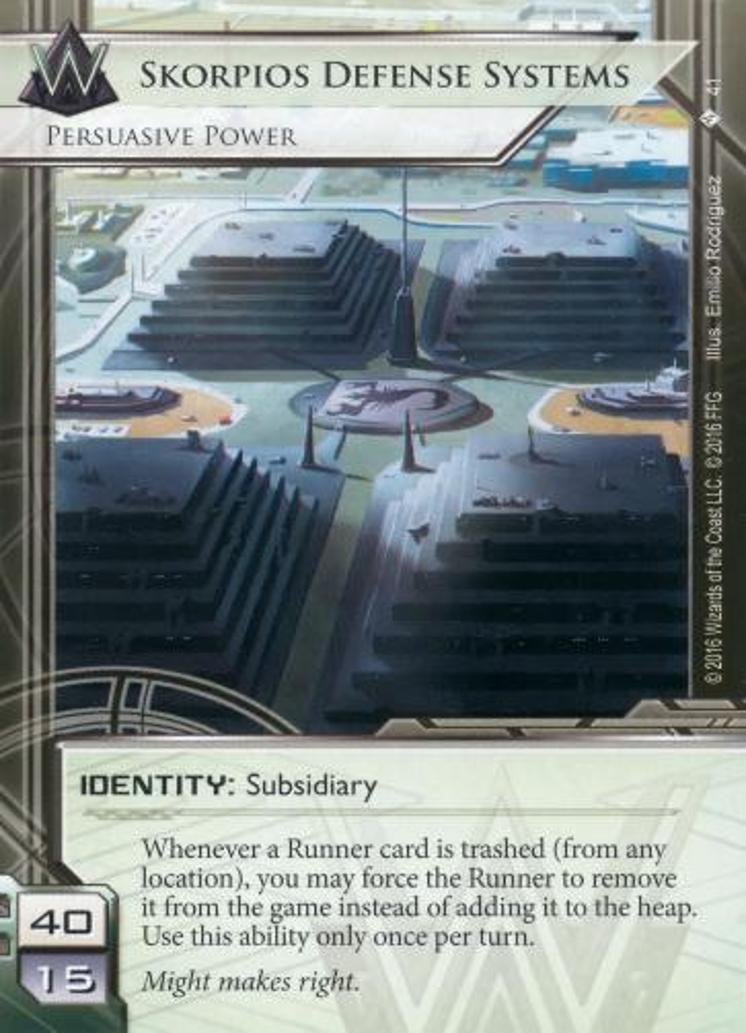 Skorpios Defense Systems
Persuasive Power
41
Illus. Emilio Rodriguez
© 2016 Wizards of the Coast LLC. © 2016 FFG
IDENTITY: Subsidiary
Whenever a Runner card is trashed (from any
location), you may force the Runner to remove
it from the game instead of adding it to the heap.
Use this ability only once per turn.
Might makes right.
40
15